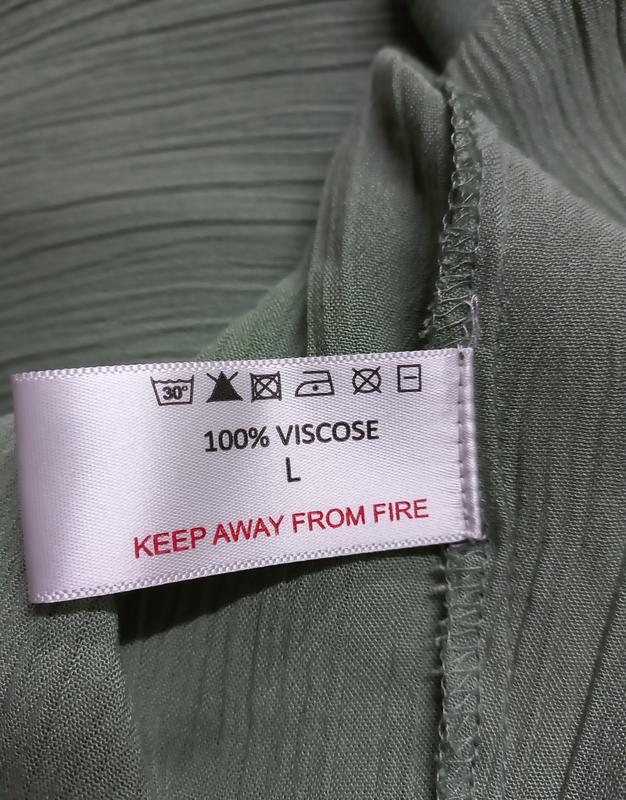 30°
100% VISCOSE
L
KEEP AWAY FROM FIRE